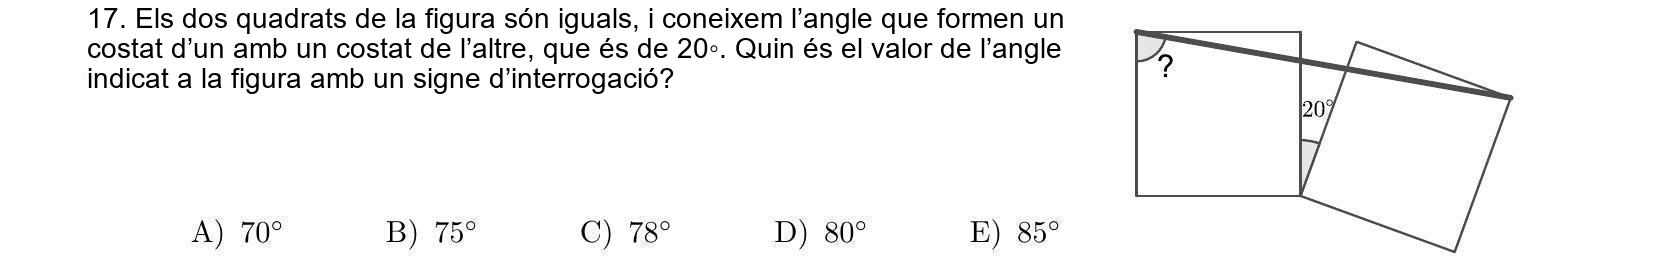 17. Els dos quadrats de la figura són iguals, i coneixem l’angle que formen un
costat d’un amb un costat de l’altre, que és de 20◦. Quin és el valor de l’angle
indicat a la figura amb un signe d’interrogació?
?
20°
A) 70° B) 75° C) 78° D) 80° E) 85°